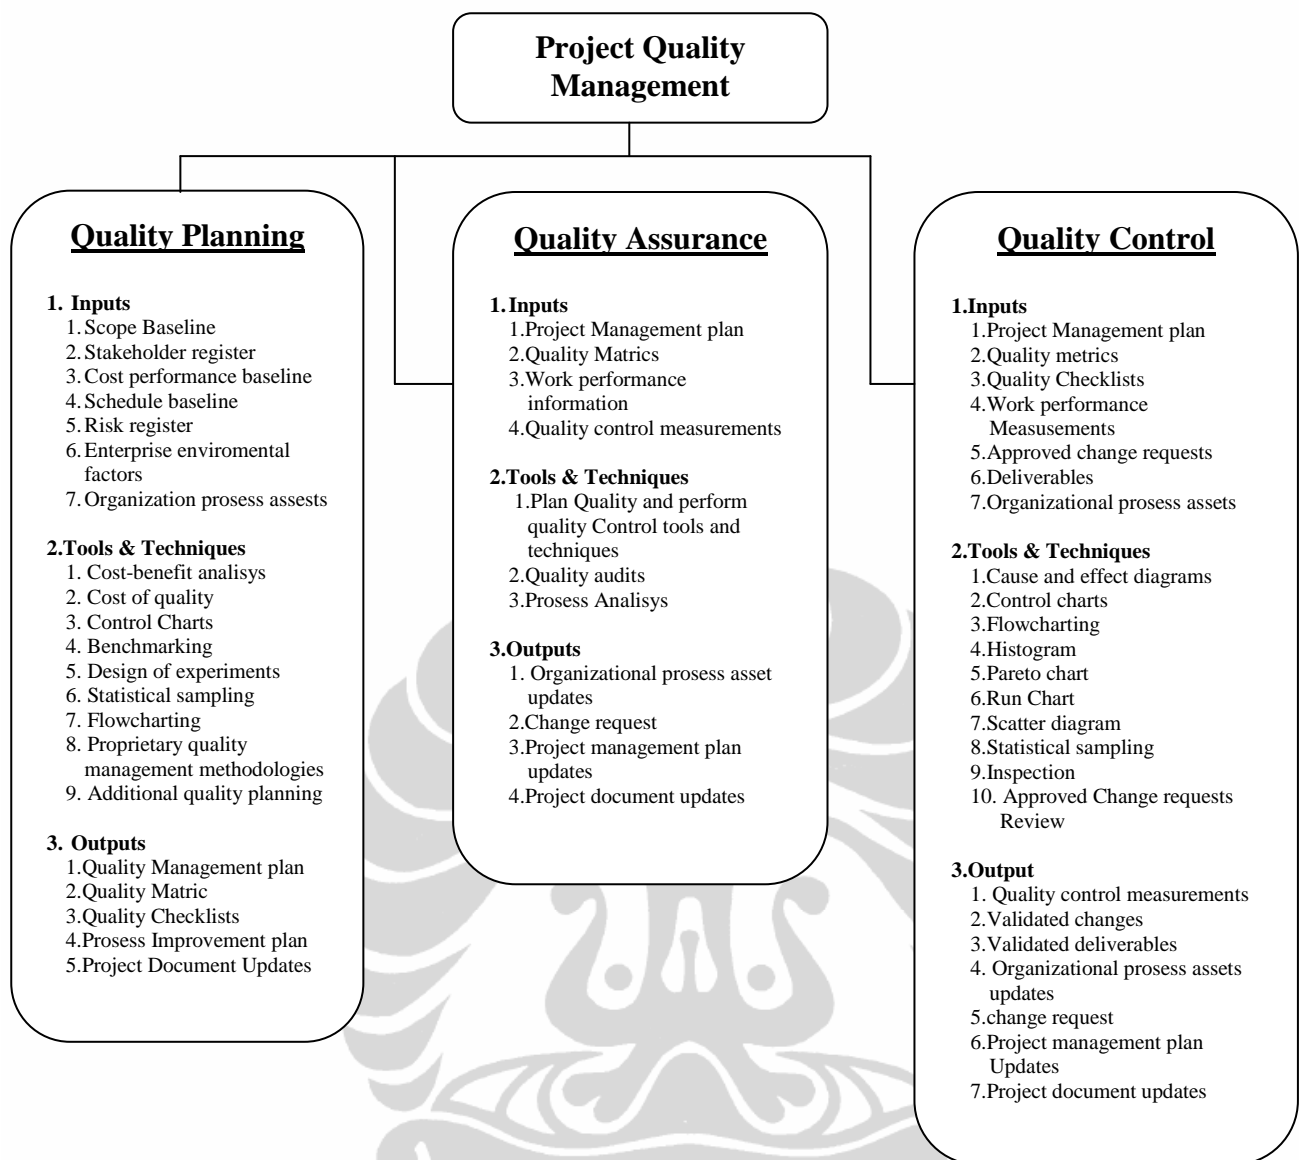 Project Quality
Management
Quality Planning
1. Inputs
1. Scope Baseline
2. Stakeholder register
3. Cost performance baseline
4. Schedule baseline
5. Risk register
6. Enterprise enviromental
factors
7. Organization prosess assests
2.Tools & Techniques
1. Cost-benefit analisys
2. Cost of quality
3. Control Charts
4. Benchmarking
5. Design of experiments
6. Statistical sampling
7. Flowcharting
8. Proprietary quality
management methodologies
9. Additional quality planning
3. Outputs
1.Quality Management plan
2.Quality Matric
3.Quality Checklists
4.Prosess Improvement plan
5.Project Document Updates
Quality Assurance
1.Inputs
1.Project Management plan
2.Quality Matrics
3.Work performance
information
4.Quality control measurements
2.Tools & Techniques
1.Plan Quality and perform
quality Control tools and
techniques
2.Quality audits
3.Prosess Analisys
3.Outputs
1. Organizational prosess asset
updates
2.Change request
3.Project management plan
updates
4.Project document updates
Quality Control
1.Inputs
1.Project Management plan
2.Quality metrics
3.Quality Checklists
4.Work performance
Measusements
5.Approved change requests
6.Deliverables
7.Organizational prosess assets
2.Tools & Techniques
1.Cause and effect diagrams
2.Control charts
3.Flowcharting
4.Histogram
5.Pareto chart
6.Run Chart
7.Scatter diagram
8.Statistical sampling
9.Inspection
10. Approved Change requests
Review
3.Output
1. Quality control measurements
2.Validated changes
3.Validated deliverables
4. Organizational prosess assets
updates
5.change request
6.Project management plan
Updates
7.Project document updates